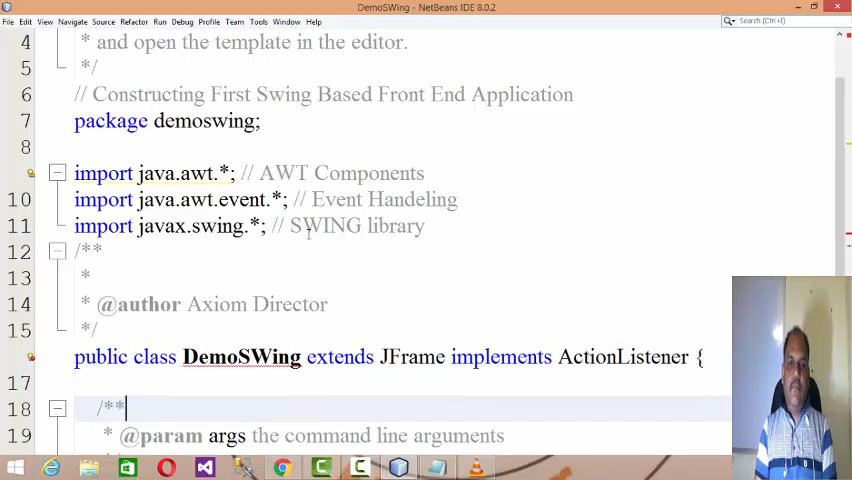 DemoSWing - NetBeans IDE 8.0.2
File Edit View Navigate Source Refactor Run Debug Profile Team Tools Window Help
Search (Ctrl+I)
4 * and open the template in the editor.
5 */
6 // Constructing First Swing Based Front End Application
7 package demoswing;
8
import java.awt.*; // AWT Components
10 import java.awt.event.*; // Event Handeling
11 import javax.swing.*; // SWING library
12 /**
13 *
14 * @author Axiom Director
15 */
public class DemoSWing extends JFrame implements ActionListener {
17
18 /**
19 * @param args the command line arguments